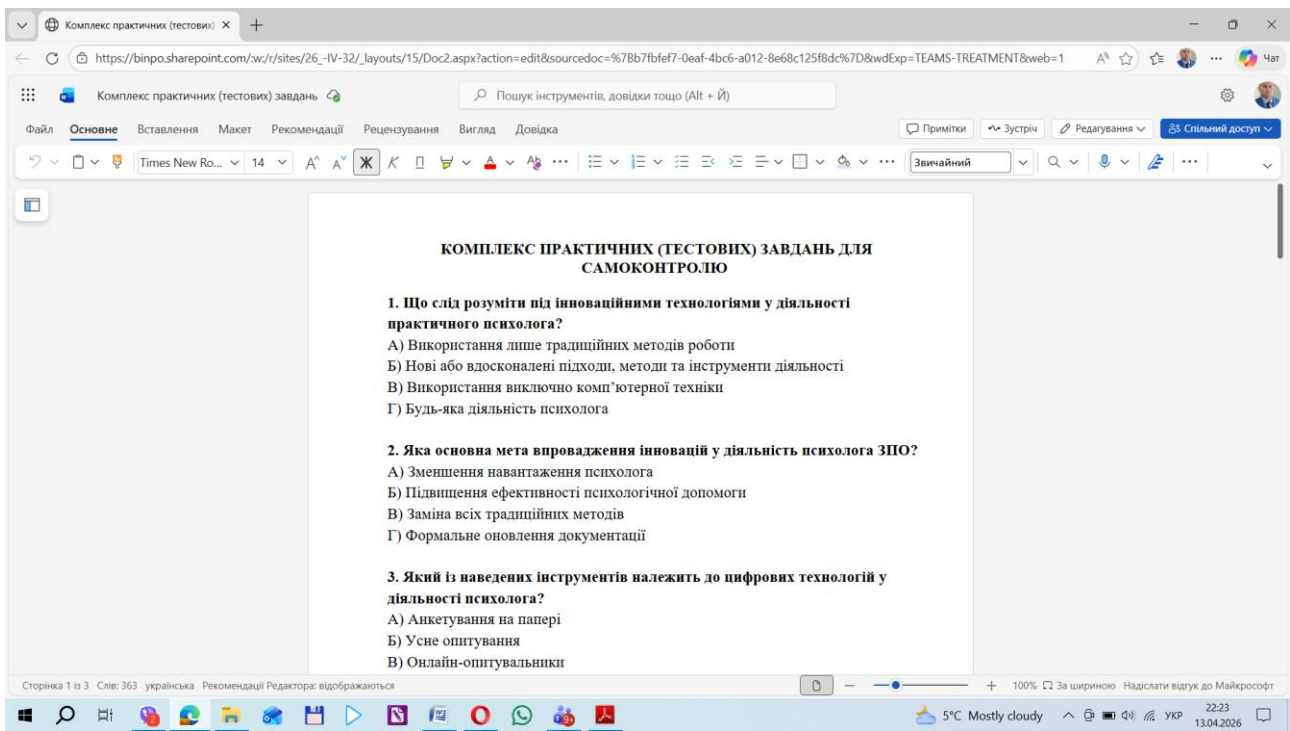 Комплекс практичних (тестових)
https://binpo.sharepoint.com/:w:/r/sites/26_-IV-32/_layouts/15/Doc2.aspx?action=edit&sourcedoc=%7Bb7fbfef7-0eaf-4bc6-a012-8e68c125f8dc%7D&wdExp=TEAMS-TREATMENT&web=1
Чат
Комплекс практичних (тестових) завдань
Пошук інструментів, довідки тощо (Alt + Й)
Файл Основне Вставлення Макет Рекомендації Рецензування Вигляд Довідка
Примітки Зустріч Редагування Спільний доступ
Times New Ro... 14 Ж К П Звичайний
КОМПЛЕКС ПРАКТИЧНИХ (ТЕСТОВИХ) ЗАВДАНЬ ДЛЯ
САМОКОНТРОЛЮ
1. Що слід розуміти під інноваційними технологіями у діяльності
практичного психолога?
А) Використання лише традиційних методів роботи
Б) Нові або вдосконалені підходи, методи та інструменти діяльності
В) Використання виключно комп’ютерної техніки
Г) Будь-яка діяльність психолога
2. Яка основна мета впровадження інновацій у діяльність психолога ЗПО?
А) Зменшення навантаження психолога
Б) Підвищення ефективності психологічної допомоги
В) Заміна всіх традиційних методів
Г) Формальне оновлення документації
3. Який із наведених інструментів належить до цифрових технологій у
діяльності психолога?
А) Анкетування на папері
Б) Усне опитування
В) Онлайн-опитувальники
Сторінка 1 із 3 Слів: 363 українська Рекомендації Редактора: відображаються
100% За шириною Надіслати відгук до Майкрософт
5°C Mostly cloudy УКР 22:23
13.04.2026